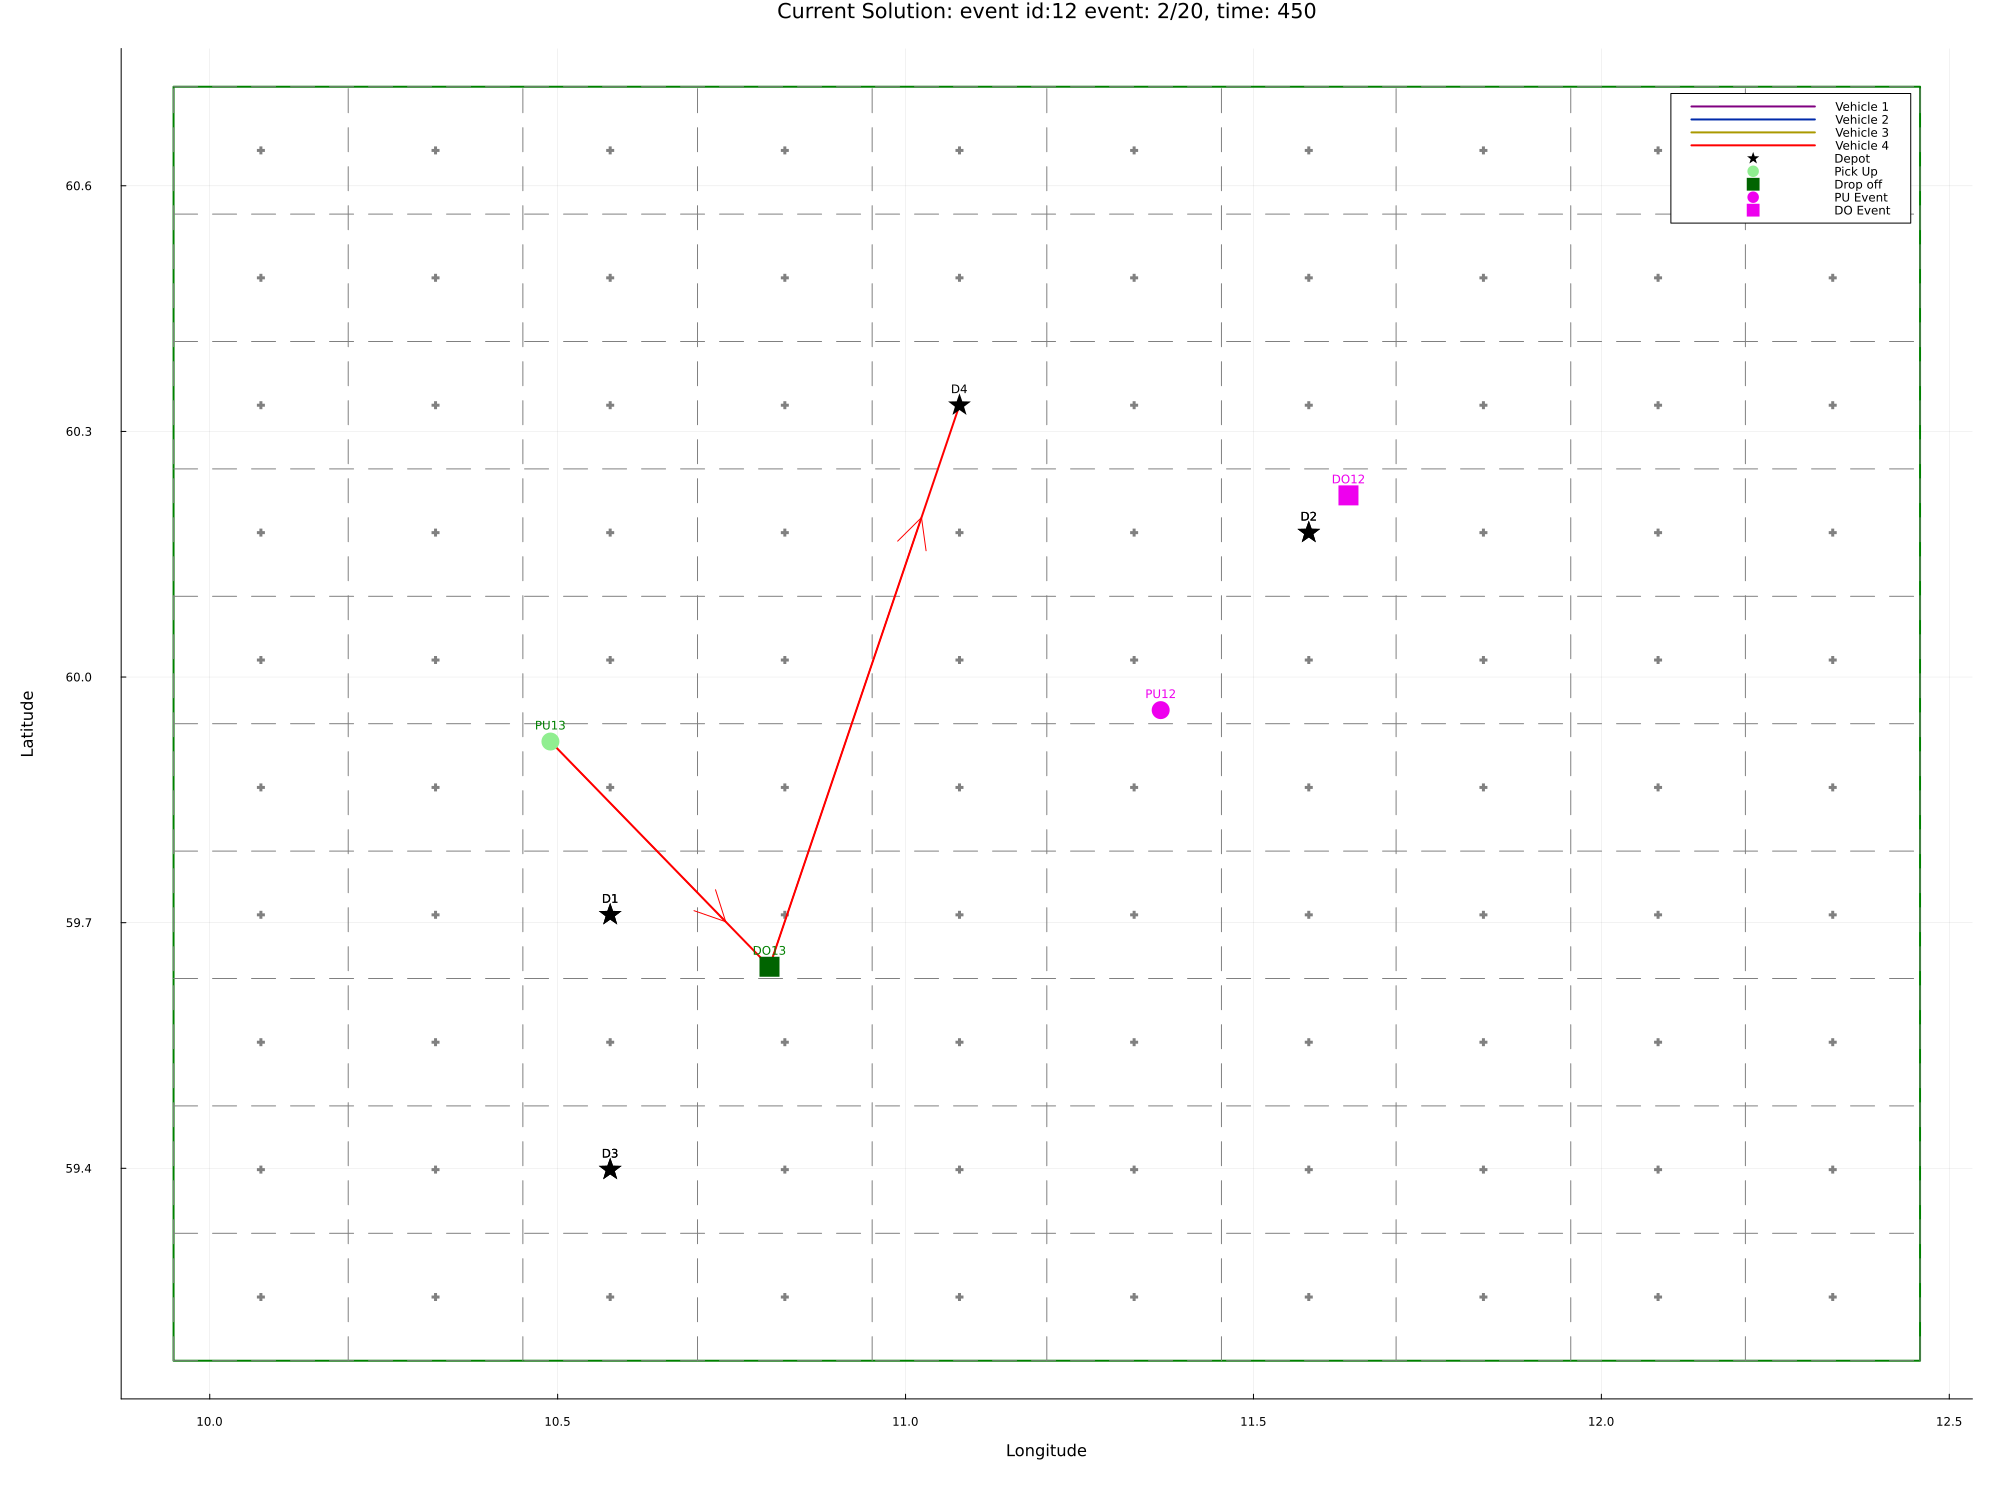 Current Solution: event id:12 event: 2/20, time: 450
Vehicle 1
Vehicle 2
Vehicle 3
Vehicle 4
Depot
Pick Up
Drop off
PU Event
DO Event
60.6
60.3
60.0
59.7
59.4
Latitude
D4
DO12
D2
PU12
PU13
D1
DO13
D3
10.0 10.5 11.0 11.5 12.0 12.5
Longitude